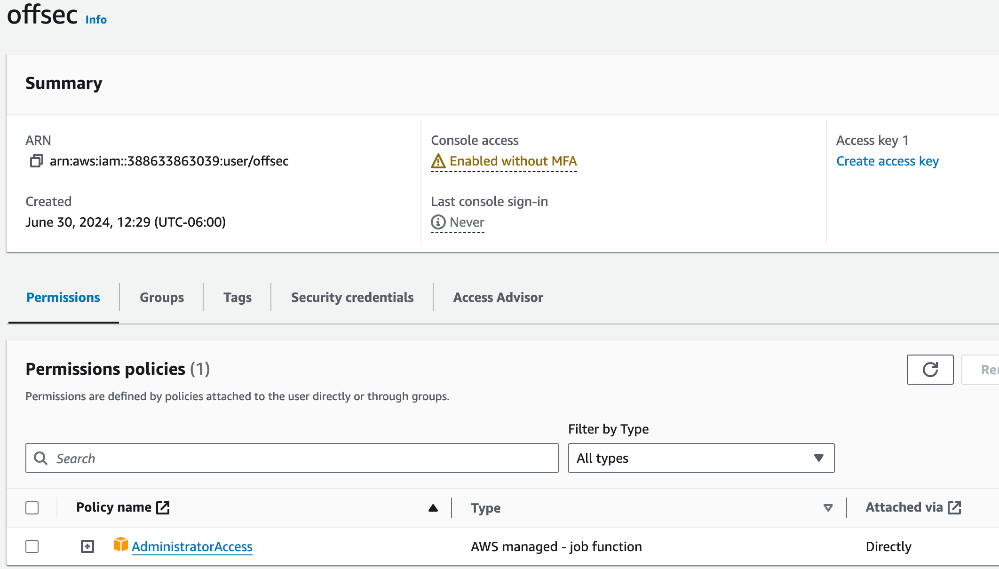 offsec Info
Summary
ARN
arn:aws:iam::388633863039:user/offsec
Created
June 30, 2024, 12:29 (UTC-06:00)
Console access
Enabled without MFA
Last console sign-in
Never
Access key 1
Create access key
Permissions
Groups
Tags
Security credentials
Access Advisor
Permissions policies (1)
Permissions are defined by policies attached to the user directly or through groups.
Filter by Type
Search
All types
Policy name
Type
Attached via
AdministratorAccess
AWS managed - job function
Directly